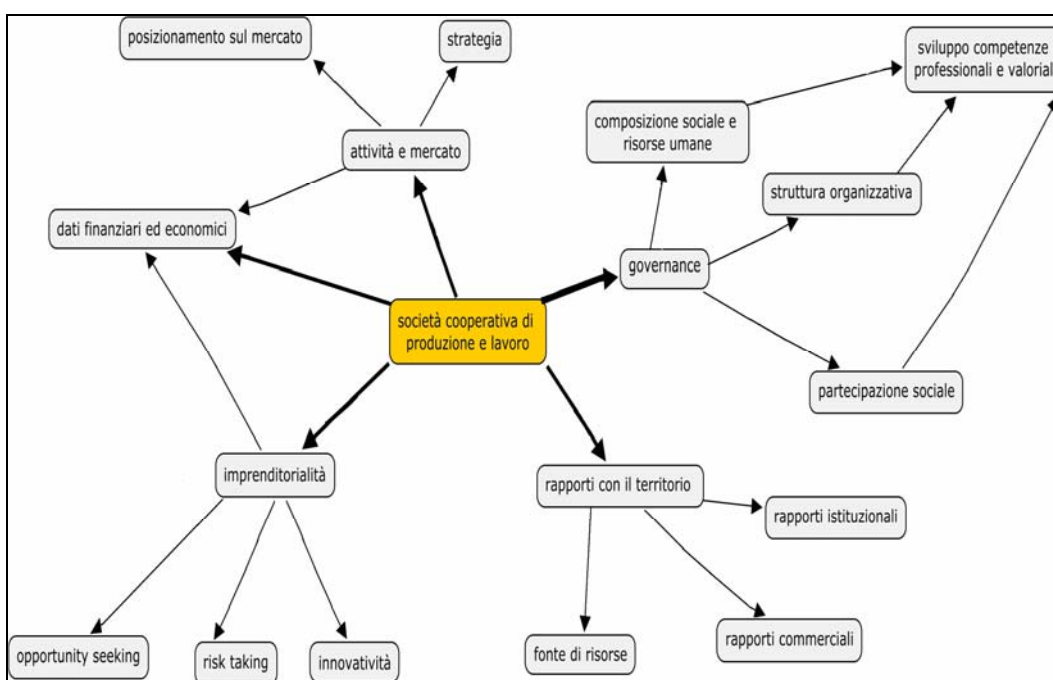 posizionamento sul mercato
strategia
sviluppo competenze
professionali e valoriali
composizione sociale e
risorse umane
attività e mercato
struttura organizzativa
dati finanziari ed economici
governance
società cooperativa di
produzione e lavoro
partecipazione sociale
imprenditorialità
rapporti con il territorio
rapporti istituzionali
opportunity seeking
risk taking
innovatività
fonte di risorse
rapporti commerciali